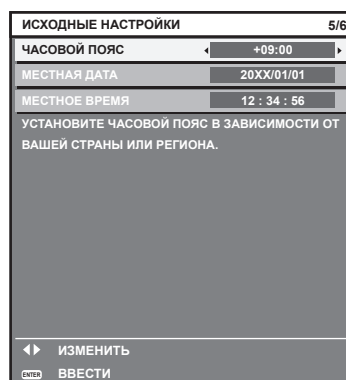 ИСХОДНЫЕ НАСТРОЙКИ 5/6
ЧАСОВОЙ ПОЯС +09:00
МЕСТНАЯ ДАТА 20XX/01/01
МЕСТНОЕ ВРЕМЯ 12 : 34 : 56
УСТАНОВИТЕ ЧАСОВОЙ ПОЯС В ЗАВИСИМОСТИ ОТ
ВАШЕЙ СТРАНЫ ИЛИ РЕГИОНА.
ИЗМЕНИТЬ
ENTER ВВЕСТИ